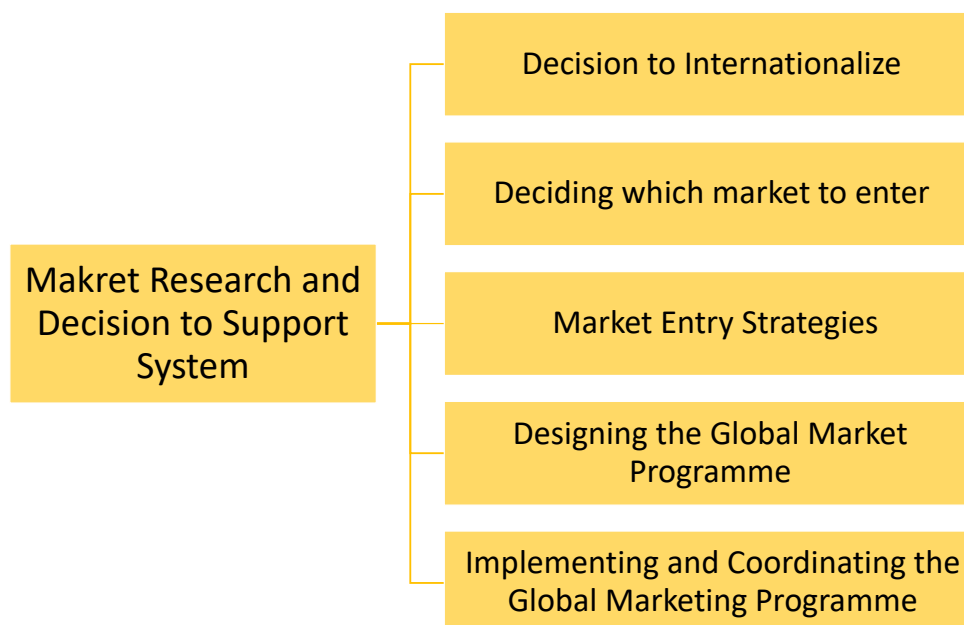 Decision to Internationalize
Deciding which market to enter
Makret Research and
Decision to Support
System
Market Entry Strategies
Designing the Global Market
Programme
Implementing and Coordinating the
Global Marketing Programme